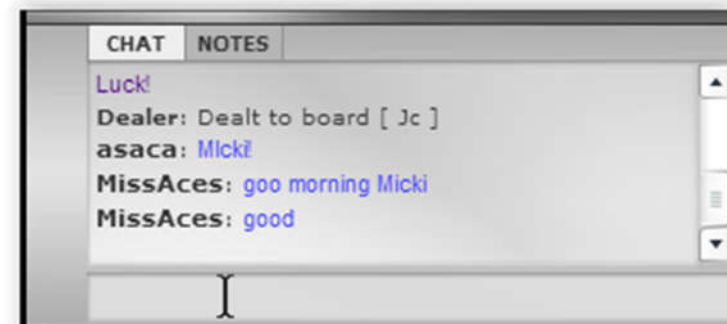 CHAT NOTES
Luck!
Dealer: Dealt to board [ Jc ]
asaca: MIcki!
MissAces: goo morning Micki
MissAces: good